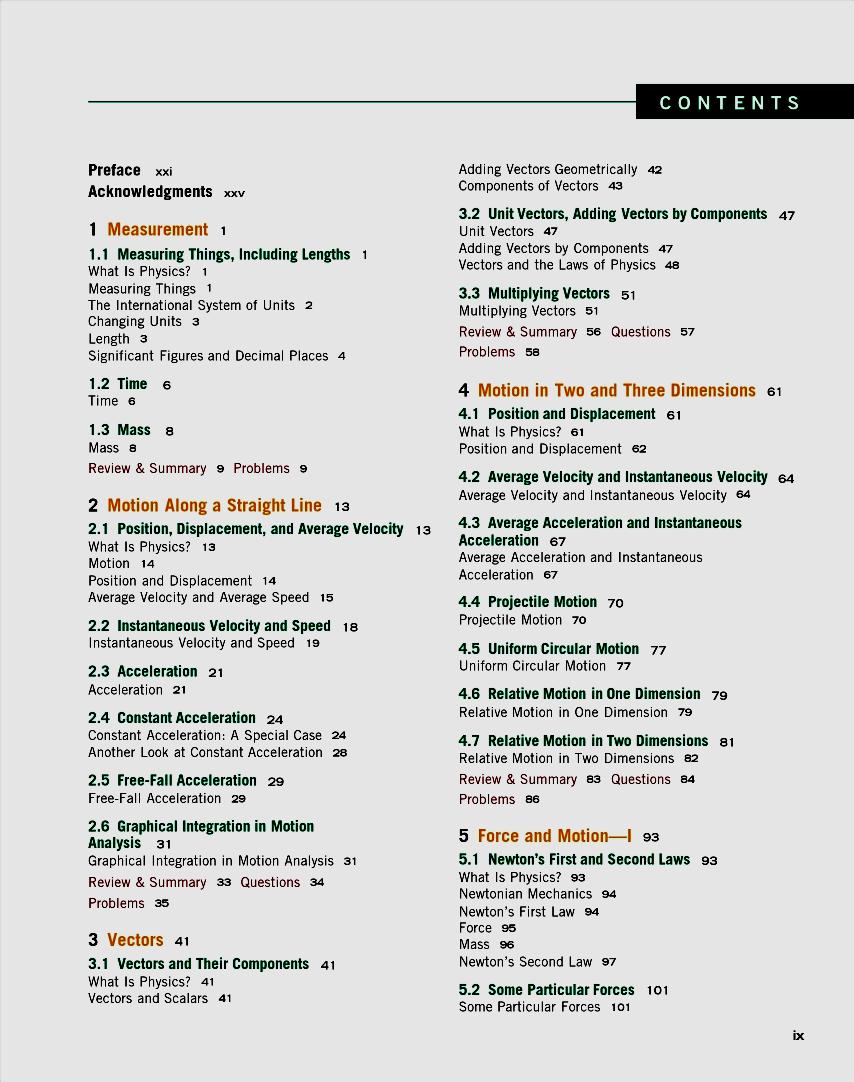 CONTENTS
Preface xxi
Acknowledgments xxv
1 Measurement 1
1.1 Measuring Things, Including Lengths 1
What Is Physics? 1
Measuring Things 1
The International System of Units 2
Changing Units 3
Length 3
Significant Figures and Decimal Places 4
1.2 Time 6
Time 6
1.3 Mass 8
Mass 8
Review & Summary 9 Problems 9
2 Motion Along a Straight Line 13
2.1 Position, Displacement, and Average Velocity 13
What Is Physics? 13
Motion 14
Position and Displacement 14
Average Velocity and Average Speed 15
2.2 Instantaneous Velocity and Speed 18
Instantaneous Velocity and Speed 19
2.3 Acceleration 21
Acceleration 21
2.4 Constant Acceleration 24
Constant Acceleration: A Special Case 24
Another Look at Constant Acceleration 28
2.5 Free-Fall Acceleration 29
Free-Fall Acceleration 29
2.6 Graphical Integration in Motion
Analysis 31
Graphical Integration in Motion Analysis 31
Review & Summary 33 Questions 34
Problems 35
3 Vectors 41
3.1 Vectors and Their Components 41
What Is Physics? 41
Vectors and Scalars 41
Adding Vectors Geometrically 42
Components of Vectors 43
3.2 Unit Vectors, Adding Vectors by Components 47
Unit Vectors 47
Adding Vectors by Components 47
Vectors and the Laws of Physics 48
3.3 Multiplying Vectors 51
Multiplying Vectors 51
Review & Summary 56 Questions 57
Problems 58
4 Motion in Two and Three Dimensions 61
4.1 Position and Displacement 61
What Is Physics? 61
Position and Displacement 62
4.2 Average Velocity and Instantaneous Velocity 64
Average Velocity and Instantaneous Velocity 64
4.3 Average Acceleration and Instantaneous
Acceleration 67
Average Acceleration and Instantaneous
Acceleration 67
4.4 Projectile Motion 70
Projectile Motion 70
4.5 Uniform Circular Motion 77
Uniform Circular Motion 77
4.6 Relative Motion in One Dimension 79
Relative Motion in One Dimension 79
4.7 Relative Motion in Two Dimensions 81
Relative Motion in Two Dimensions 82
Review & Summary 83 Questions 84
Problems 86
5 Force and Motion—I 93
5.1 Newton's First and Second Laws 93
What Is Physics? 93
Newtonian Mechanics 94
Newton's First Law 94
Force 95
Mass 96
Newton's Second Law 97
5.2 Some Particular Forces 101
Some Particular Forces 101
ix